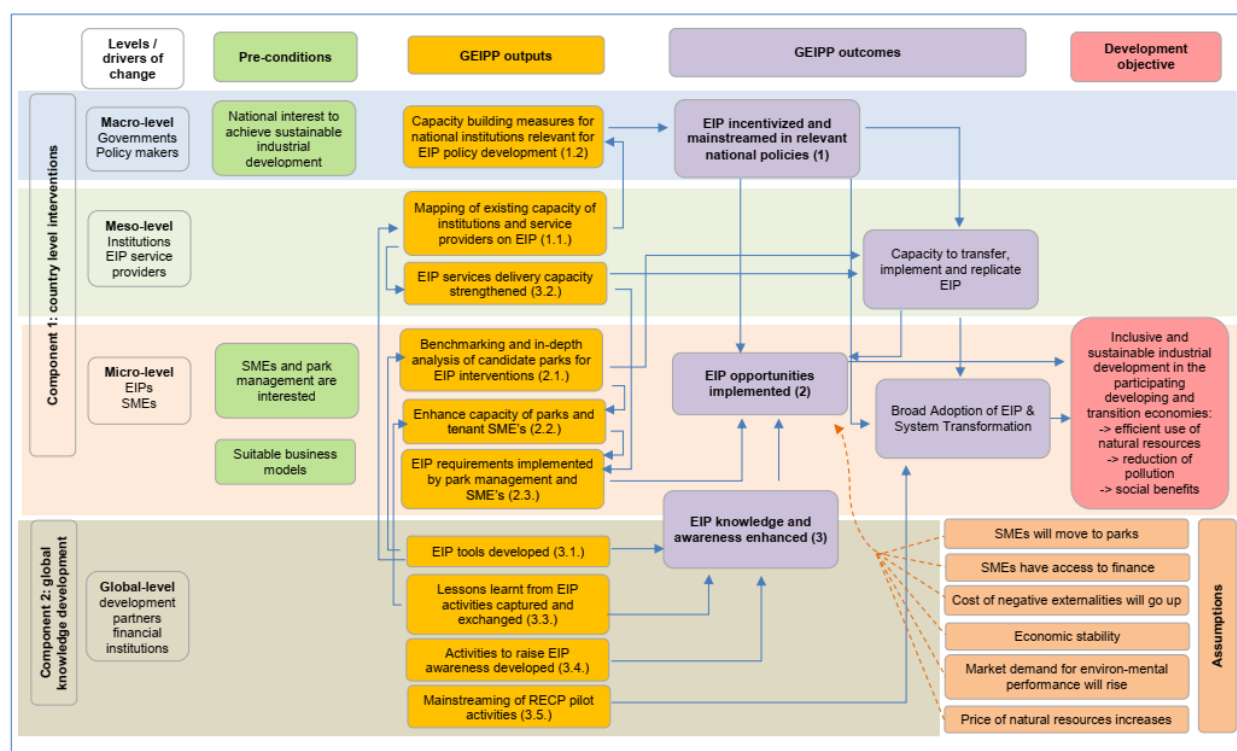 Levels /
drivers of
change
Pre-conditions
GEIPP outputs
GEIPP outcomes
Development
objective
Component 1: country level interventions
Macro-level
Governments
Policy makers
National interest to
achieve sustainable
industrial
development
Capacity building measures for
national institutions relevant for
EIP policy development (1.2)
EIP incentivized and
mainstreamed in relevant
national policies (1)
Meso-level
Institutions
EIP service
providers
Mapping of existing capacity of
institutions and service
providers on EIP (1.1.)
EIP services delivery capacity
strengthened (3.2.)
Capacity to transfer,
implement and replicate
EIP
Micro-level
EIPs
SMEs
SMEs and park
management are
interested
Suitable business
models
Benchmarking and in-depth
analysis of candidate parks for
EIP interventions (2.1.)
Enhance capacity of parks and
tenant SME's (2.2.)
EIP requirements implemented
by park management and
SME's (2.3.)
EIP opportunities
implemented (2)
Broad Adoption of EIP &
System Transformation
Inclusive and
sustainable industrial
development in the
participating
developing and
transition economies:
-> efficient use of
natural resources
-> reduction of
pollution
-> social benefits
Component 2: global
knowledge development
Global-level
development
partners
financial
institutions
EIP tools developed (3.1.)
Lessons learnt from EIP
activities captured and
exchanged (3.3.)
Activities to raise EIP
awareness developed (3.4.)
Mainstreaming of RECP pilot
activities (3.5.)
EIP knowledge and
awareness enhanced (3)
SMEs will move to parks
SMEs have access to finance
Cost of negative externalities will go up
Economic stability
Market demand for environ-mental
performance will rise
Price of natural resources increases
Assumptions